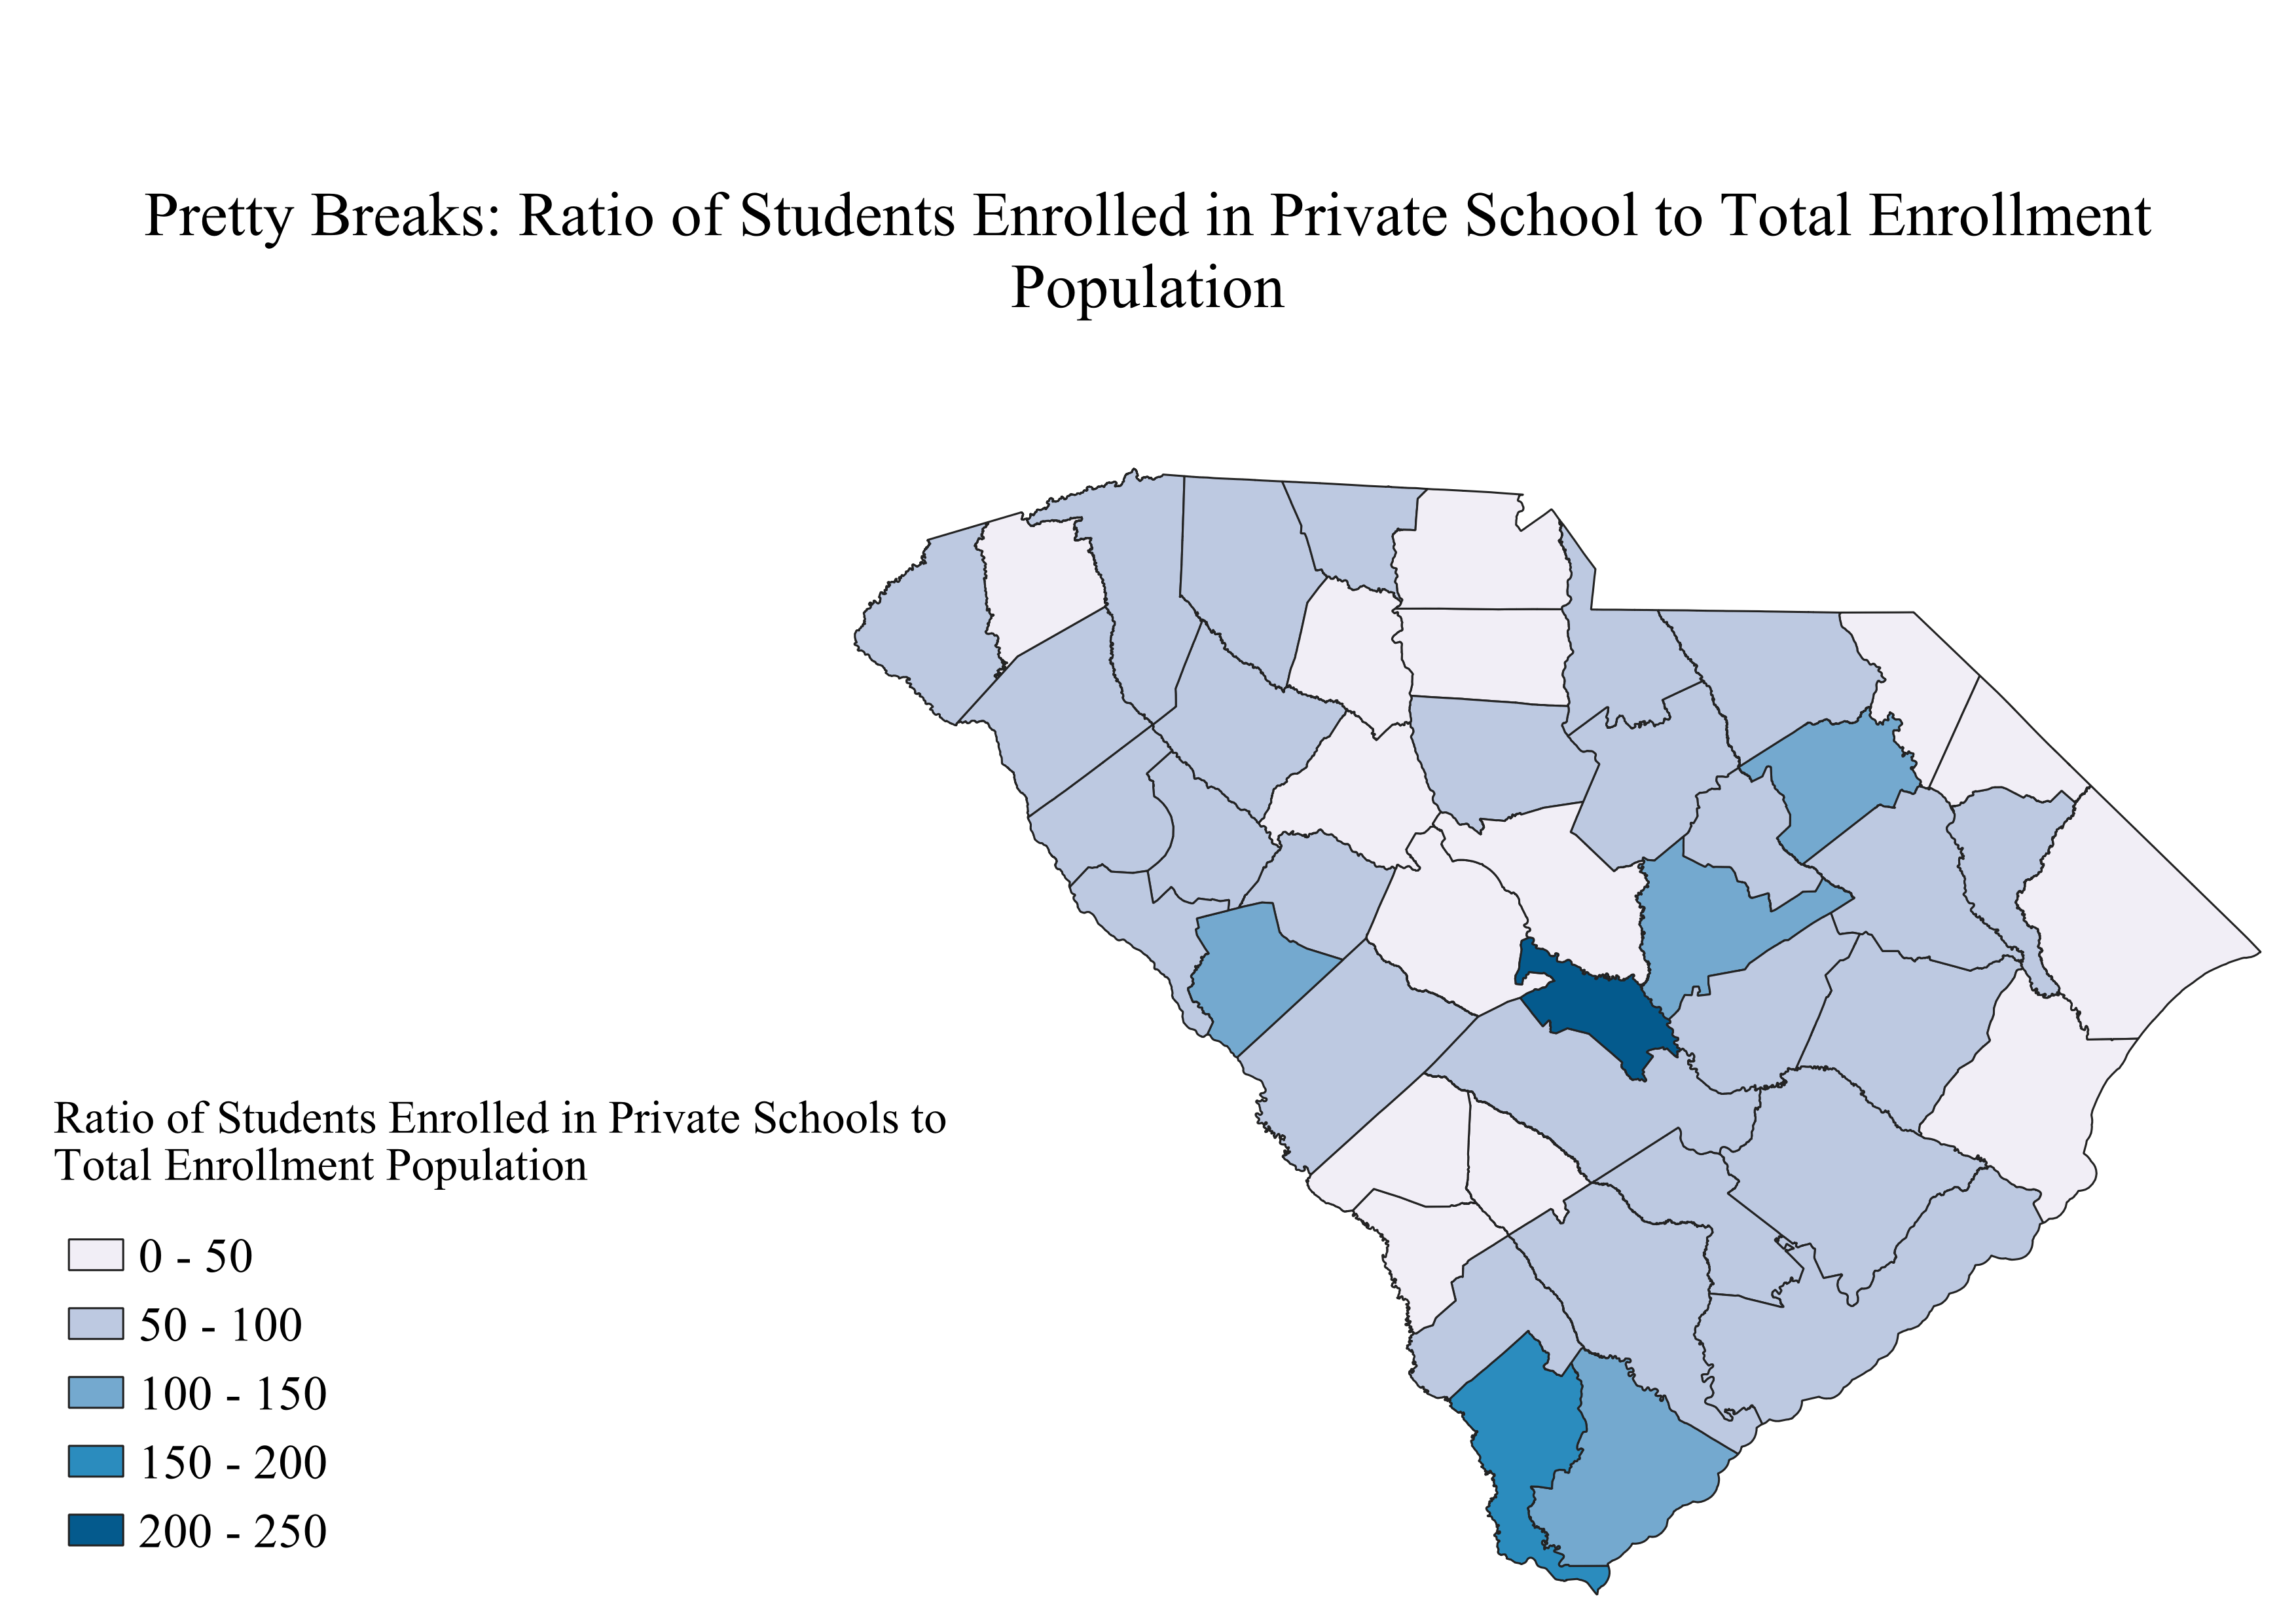 Pretty Breaks: Ratio of Students Enrolled in Private School to Total Enrollment
Population
Ratio of Students Enrolled in Private Schools to
Total Enrollment Population
0 - 50
50 - 100
100 - 150
150 - 200
200 - 250